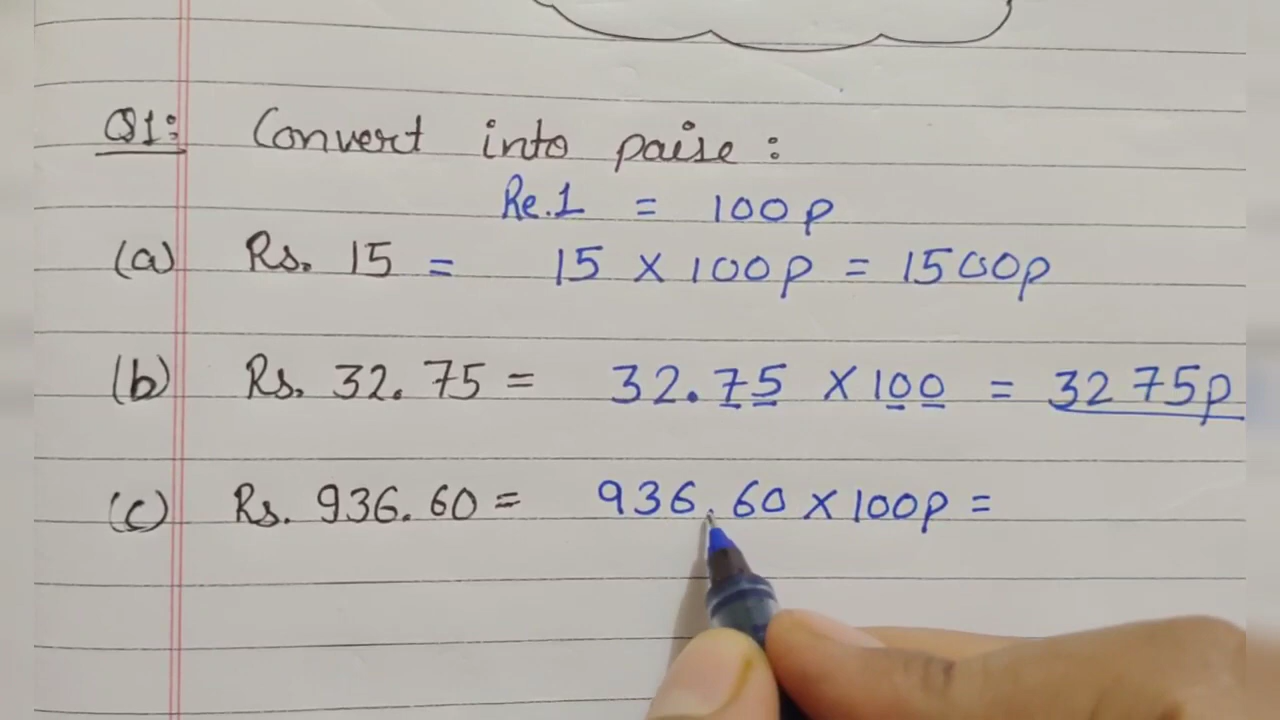 Q1: Convert into paise :
Re.1 = 100p
(a) Rs. 15 = 15 X 100p = 1500p
(b) Rs. 32.75 = 32.75 X 100 = 3275p
(c) Rs. 936.60 = 936.60 X 100p =